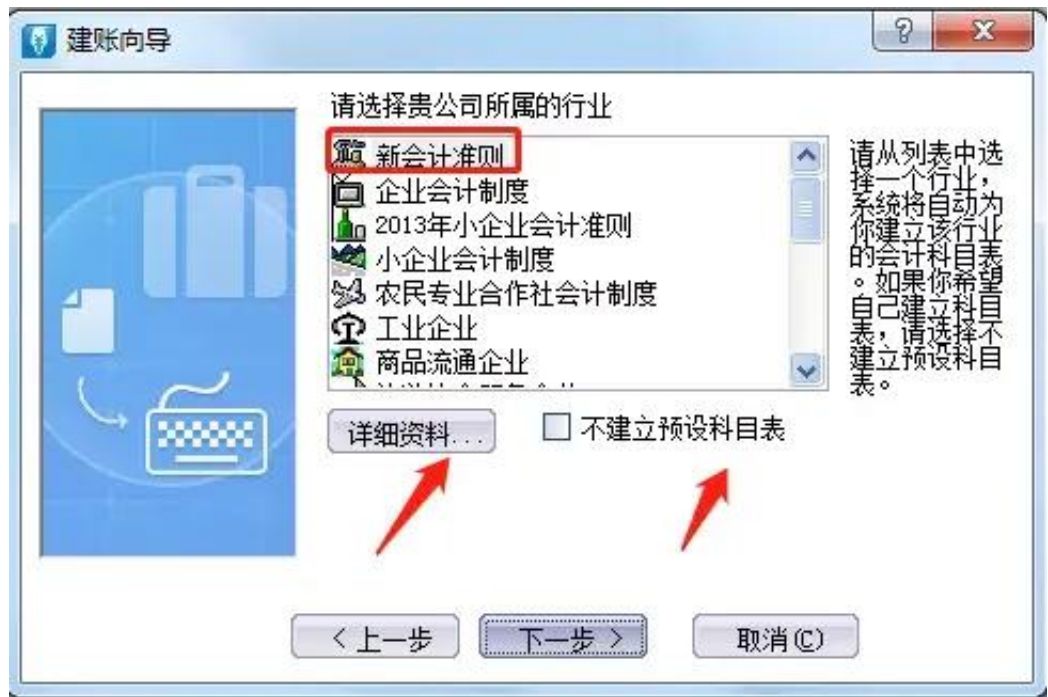 建账向导
请选择贵公司所属的行业
新会计准则
企业会计制度
2013年小企业会计准则
小企业会计制度
农民专业合作社会计制度
工业企业
商品流通企业
请从列表中选
择一个行业，
系统将自动为
你建立该行业
的会计科目表
。如果你希望
自己建立科目
表，请选择不
建立预设科目
表。
详细资料...
不建立预设科目表
<上一步
下一步>
取消(C)